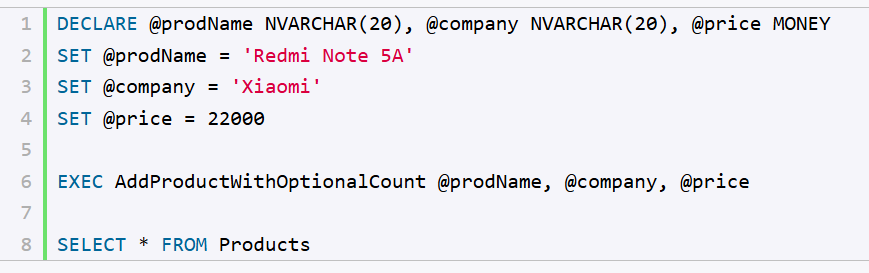 1 DECLARE @prodName NVARCHAR(20), @company NVARCHAR(20), @price MONEY
2 SET @prodName = 'Redmi Note 5A'
3 SET @company = 'Xiaomi'
4 SET @price = 22000
5
6 EXEC AddProductWithOptionalCount @prodName, @company, @price
7
8 SELECT * FROM Products